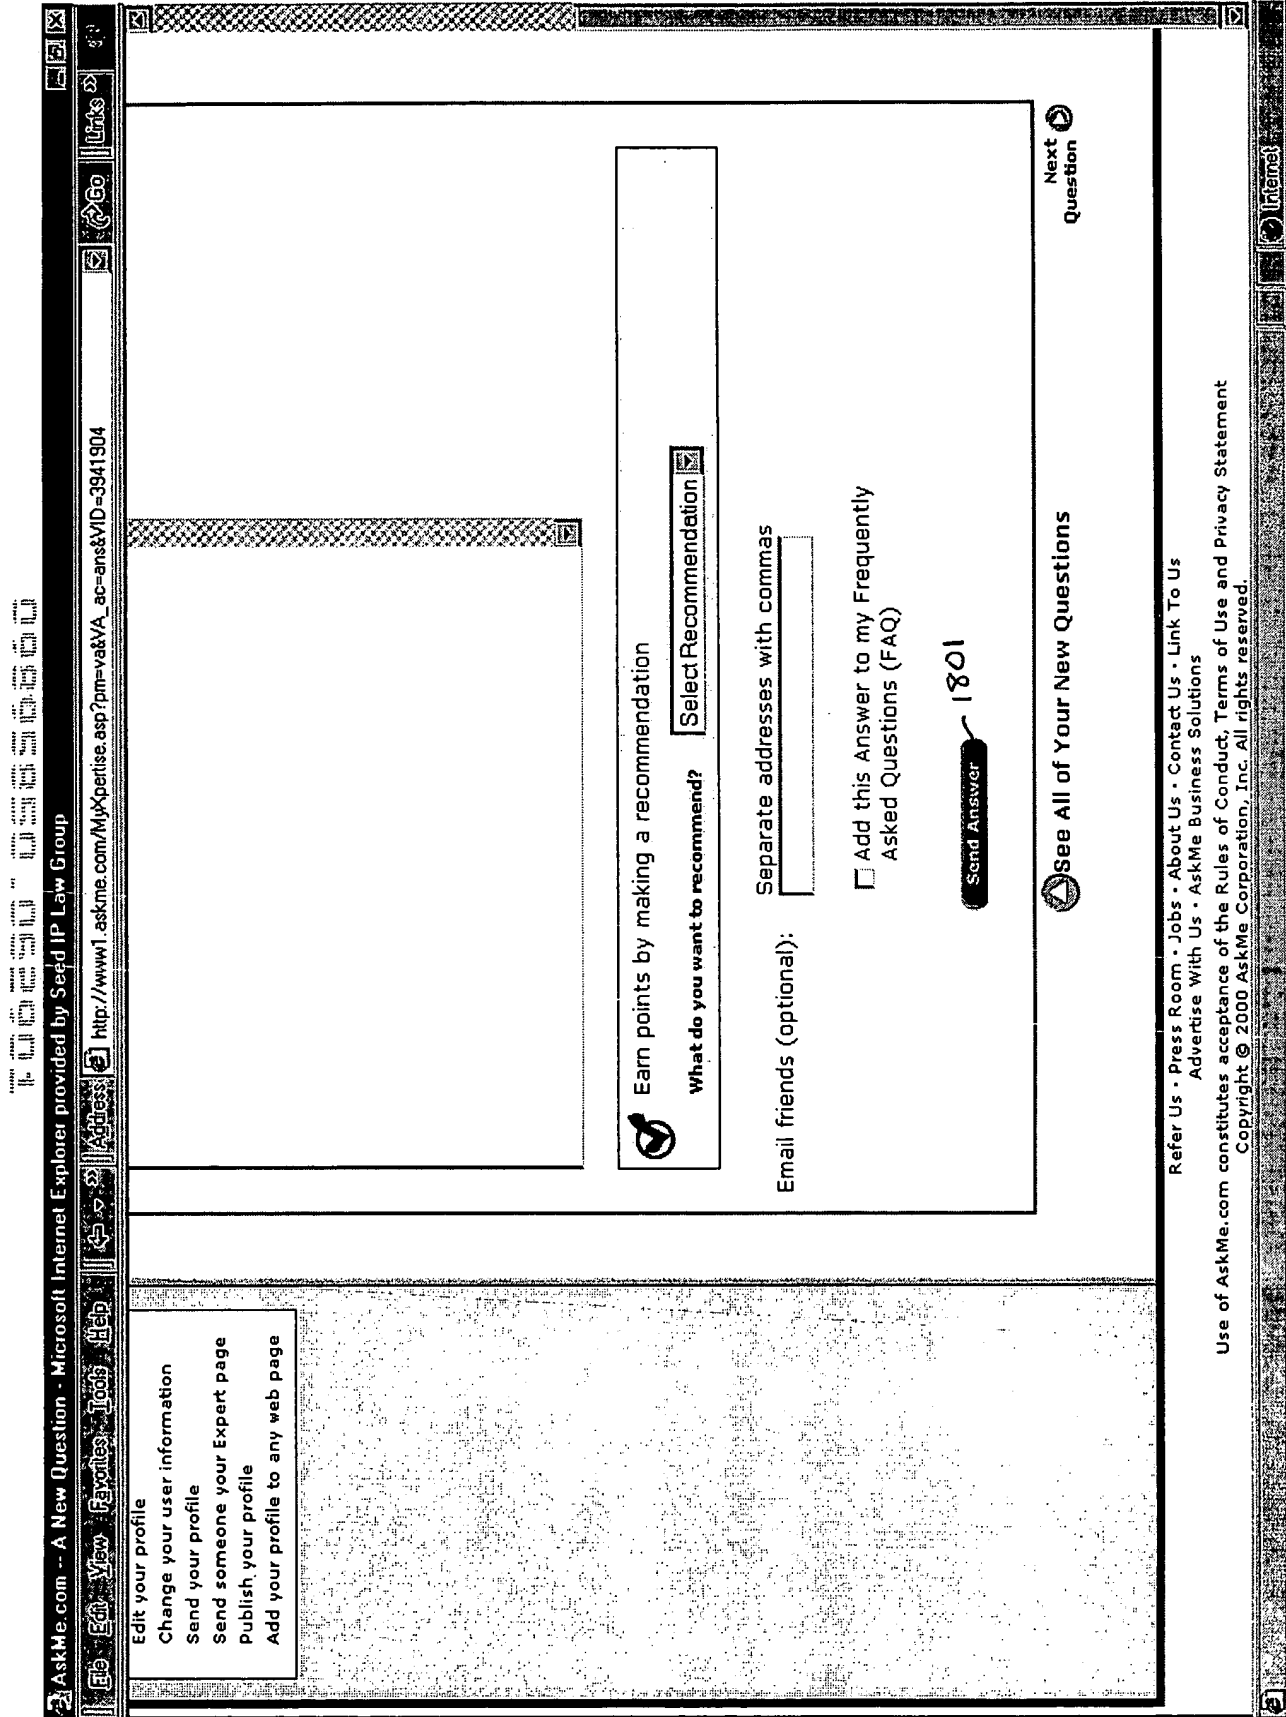 AskMe.com -- A New Question - Microsoft Internet Explorer provided by Seed IP Law Group
File Edit View Favorites Tools Help Address http://www1.askme.com/MyXpertise.asp?pm=va&VA_ac=ans&VID=3941904 Go Links
Edit your profile
Change your user information
Send your profile
Send someone your Expert page
Publish your profile
Add your profile to any web page
Earn points by making a recommendation
What do you want to recommend? Select Recommendation
Separate addresses with commas
Email friends (optional):
Add this Answer to my Frequently
Asked Questions (FAQ)
Send Answer 1801
See All of Your New Questions
Next
Question
Refer Us • Press Room • Jobs • About Us • Contact Us • Link To Us
Advertise With Us • AskMe Business Solutions
Use of AskMe.com constitutes acceptance of the Rules of Conduct, Terms of Use and Privacy Statement
Copyright © 2000 AskMe Corporation, Inc. All rights reserved.
Internet